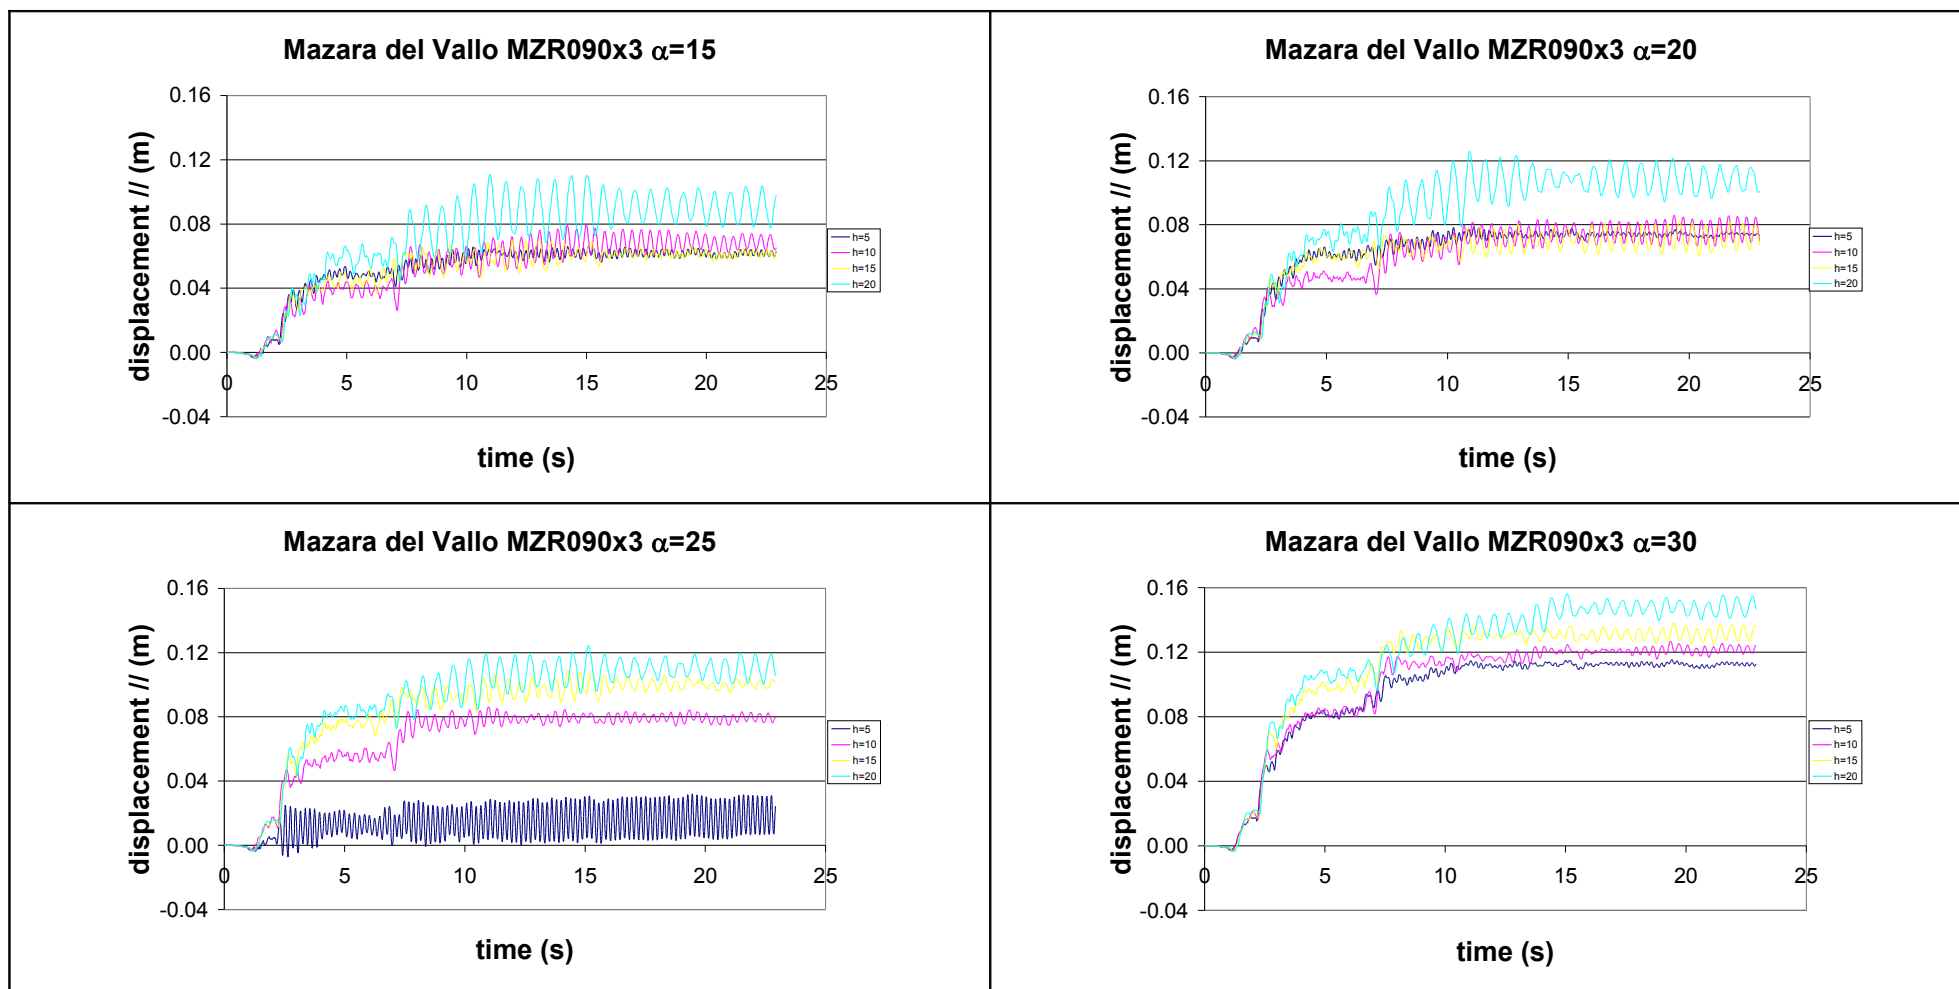 Mazara del Vallo MZR090x3 α=15
displacement // (m)
0.16
0.12
0.08
0.04
0.00
-0.04
0 5 10 15 20 25
time (s)
h=5
h=10
h=15
h=20
Mazara del Vallo MZR090x3 α=20
displacement // (m)
0.16
0.12
0.08
0.04
0.00
-0.04
0 5 10 15 20 25
time (s)
h=5
h=10
h=15
h=20
Mazara del Vallo MZR090x3 α=25
displacement // (m)
0.16
0.12
0.08
0.04
0.00
-0.04
0 5 10 15 20 25
time (s)
h=5
h=10
h=15
h=20
Mazara del Vallo MZR090x3 α=30
displacement // (m)
0.16
0.12
0.08
0.04
0.00
-0.04
0 5 10 15 20 25
time (s)
h=5
h=10
h=15
h=20